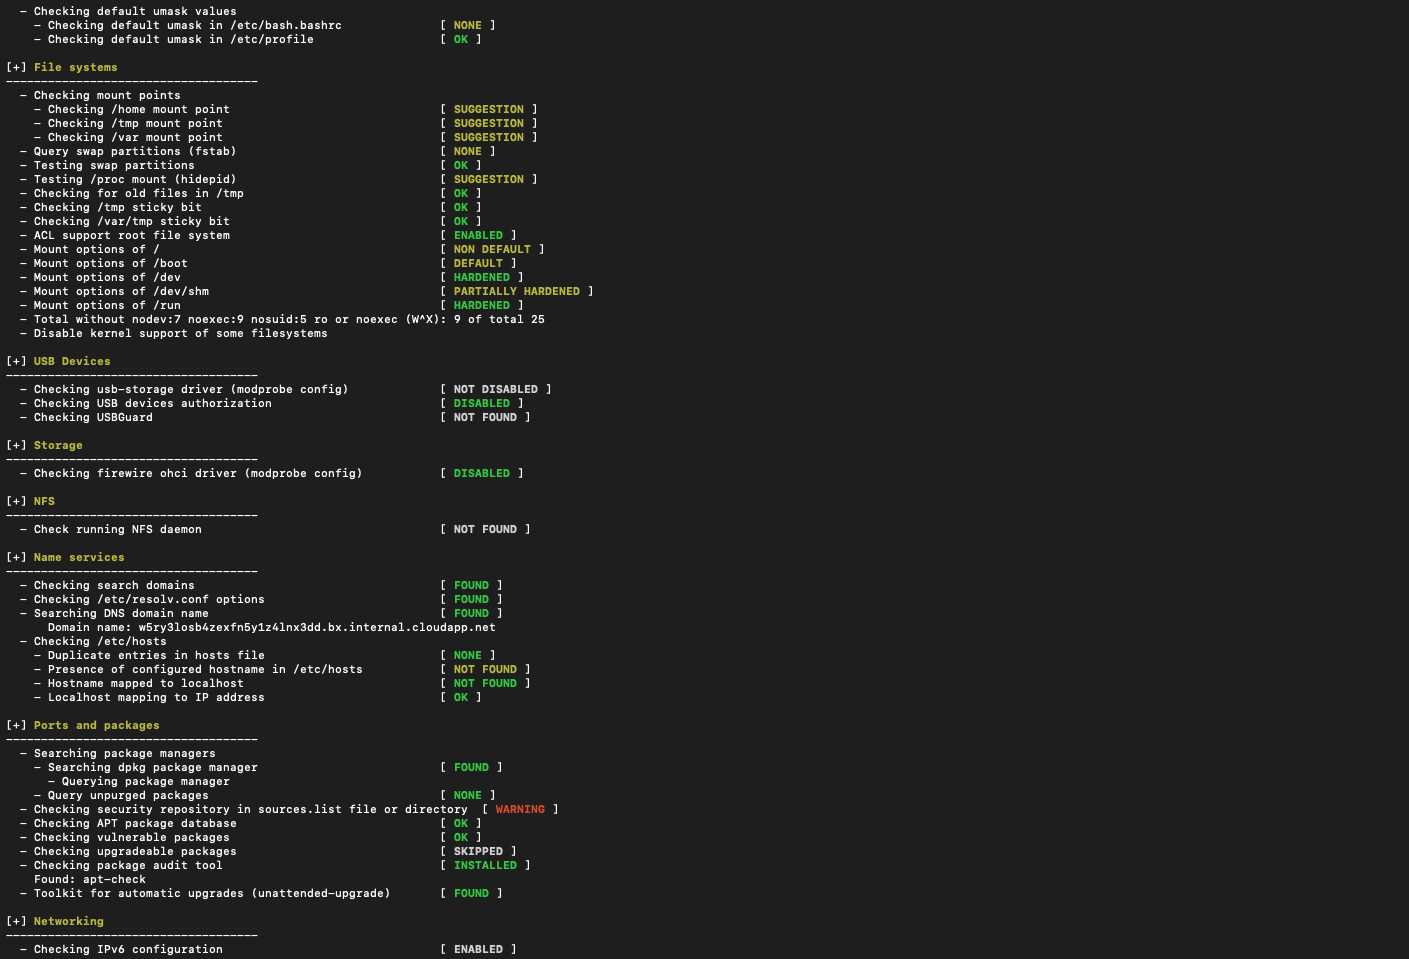 - Checking default umask values
- Checking default umask in /etc/bash.bashrc [ NONE ]
- Checking default umask in /etc/profile [ OK ]
[+] File systems
------------------------------------
- Checking mount points
- Checking /home mount point [ SUGGESTION ]
- Checking /tmp mount point [ SUGGESTION ]
- Checking /var mount point [ SUGGESTION ]
- Query swap partitions (fstab) [ NONE ]
- Testing swap partitions [ OK ]
- Testing /proc mount (hidepid) [ SUGGESTION ]
- Checking for old files in /tmp [ OK ]
- Checking /tmp sticky bit [ OK ]
- Checking /var/tmp sticky bit [ OK ]
- ACL support root file system [ ENABLED ]
- Mount options of / [ NON DEFAULT ]
- Mount options of /boot [ DEFAULT ]
- Mount options of /dev [ HARDENED ]
- Mount options of /dev/shm [ PARTIALLY HARDENED ]
- Mount options of /run [ HARDENED ]
- Total without nodev:7 noexec:9 nosuid:5 ro or noexec (W^X): 9 of total 25
- Disable kernel support of some filesystems
[+] USB Devices
------------------------------------
- Checking usb-storage driver (modprobe config) [ NOT DISABLED ]
- Checking USB devices authorization [ DISABLED ]
- Checking USBGuard [ NOT FOUND ]
[+] Storage
------------------------------------
- Checking firewire ohci driver (modprobe config) [ DISABLED ]
[+] NFS
------------------------------------
- Check running NFS daemon [ NOT FOUND ]
[+] Name services
------------------------------------
- Checking search domains [ FOUND ]
- Checking /etc/resolv.conf options [ FOUND ]
- Searching DNS domain name [ FOUND ]
Domain name: w5ry3losb4zexfn5y1z4lnx3dd.bx.internal.cloudapp.net
- Checking /etc/hosts
- Duplicate entries in hosts file [ NONE ]
- Presence of configured hostname in /etc/hosts [ NOT FOUND ]
- Hostname mapped to localhost [ NOT FOUND ]
- Localhost mapping to IP address [ OK ]
[+] Ports and packages
------------------------------------
- Searching package managers
- Searching dpkg package manager [ FOUND ]
- Querying package manager
- Query unpurged packages [ NONE ]
- Checking security repository in sources.list file or directory [ WARNING ]
- Checking APT package database [ OK ]
- Checking vulnerable packages [ OK ]
- Checking upgradeable packages [ SKIPPED ]
- Checking package audit tool [ INSTALLED ]
Found: apt-check
- Toolkit for automatic upgrades (unattended-upgrade) [ FOUND ]
[+] Networking
------------------------------------
- Checking IPv6 configuration [ ENABLED ]